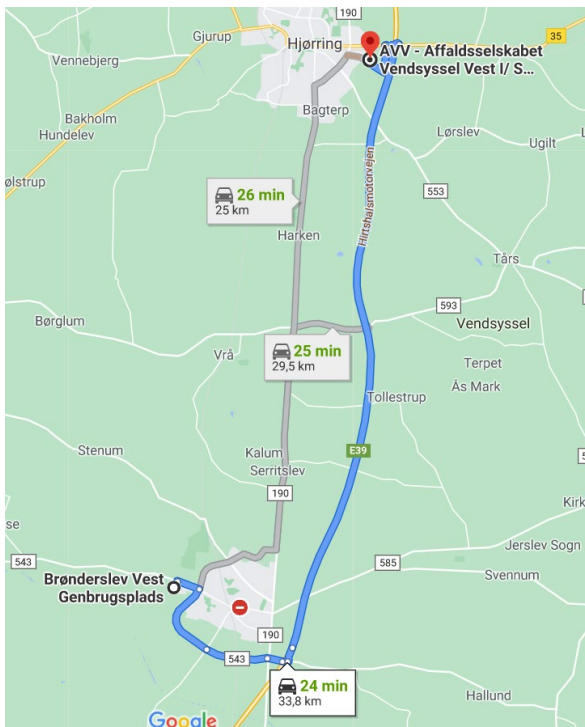 190
Gjurup
Hjørring
AVV - Affaldsselskabet
Vendsyssel Vest I/ S...
35
Vennebjerg
Bagterp
Bakholm
Hundelev
Lørslev
Ugilt
ølstrup
Hirtshalsmotorvejen
553
26 min
25 km
Harken
Tårs
593
Børglum
Vendsyssel
25 min
29,5 km
Vrå
Terpet
Ås Mark
Tollestrup
Stenum
Kalum
Serritslev
E39
190
Kirk
se
543
Jerslev Sogn
585
Brønderslev Vest
Genbrugsplads
Svennum
190
543
24 min
33,8 km
Hallund
Google